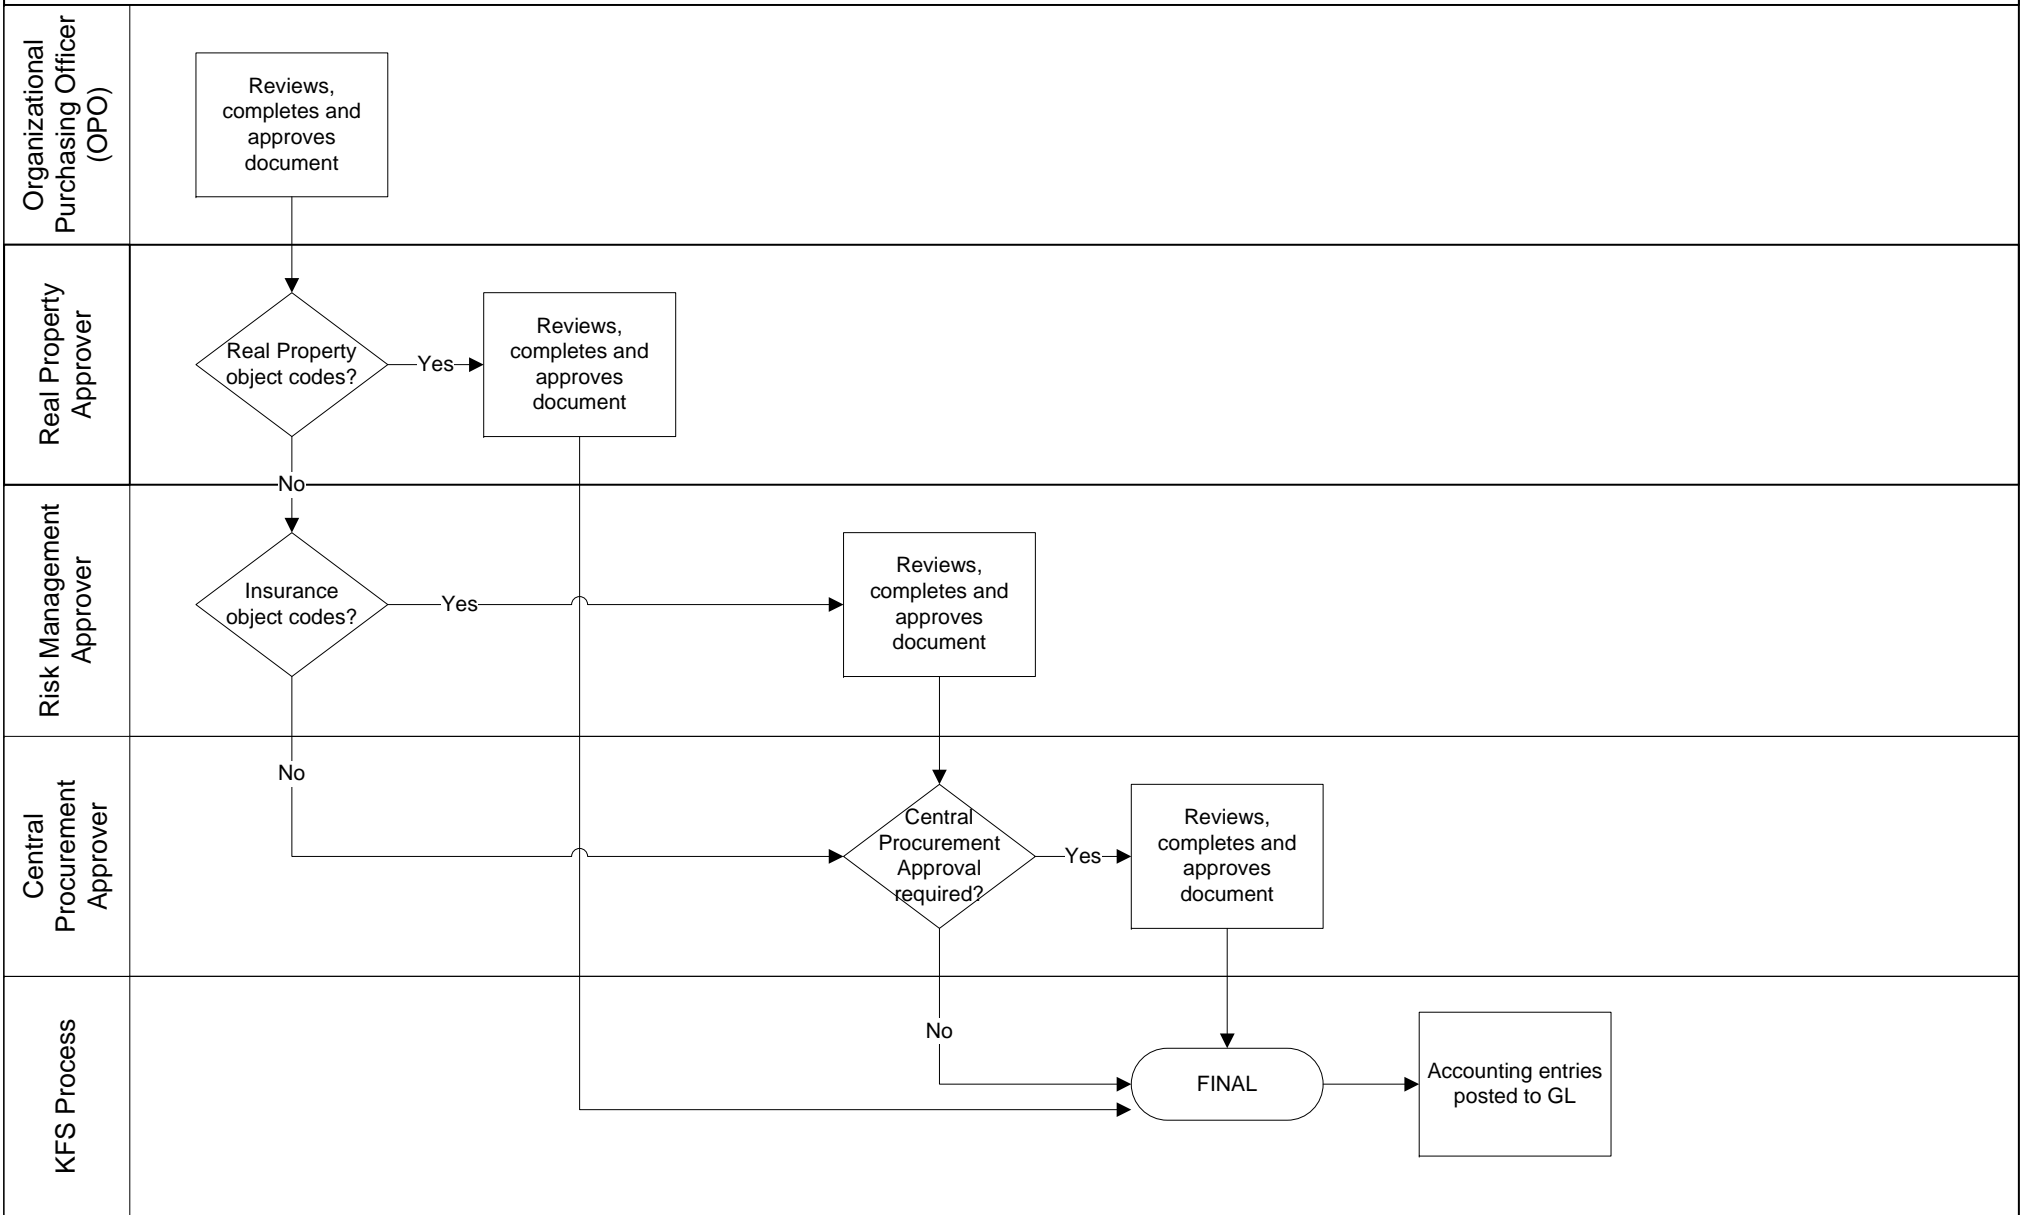 Organizational
Purchasing Officer
(OPO)
Reviews,
completes and
approves
document
Real Property
Approver
Real Property
object codes?
Yes
Reviews,
completes and
approves
document
No
Risk Management
Approver
Insurance
object codes?
Yes
Reviews,
completes and
approves
document
No
Central
Procurement
Approver
Central
Procurement
Approval
required?
Yes
Reviews,
completes and
approves
document
KFS Process
No
FINAL
Accounting entries
posted to GL